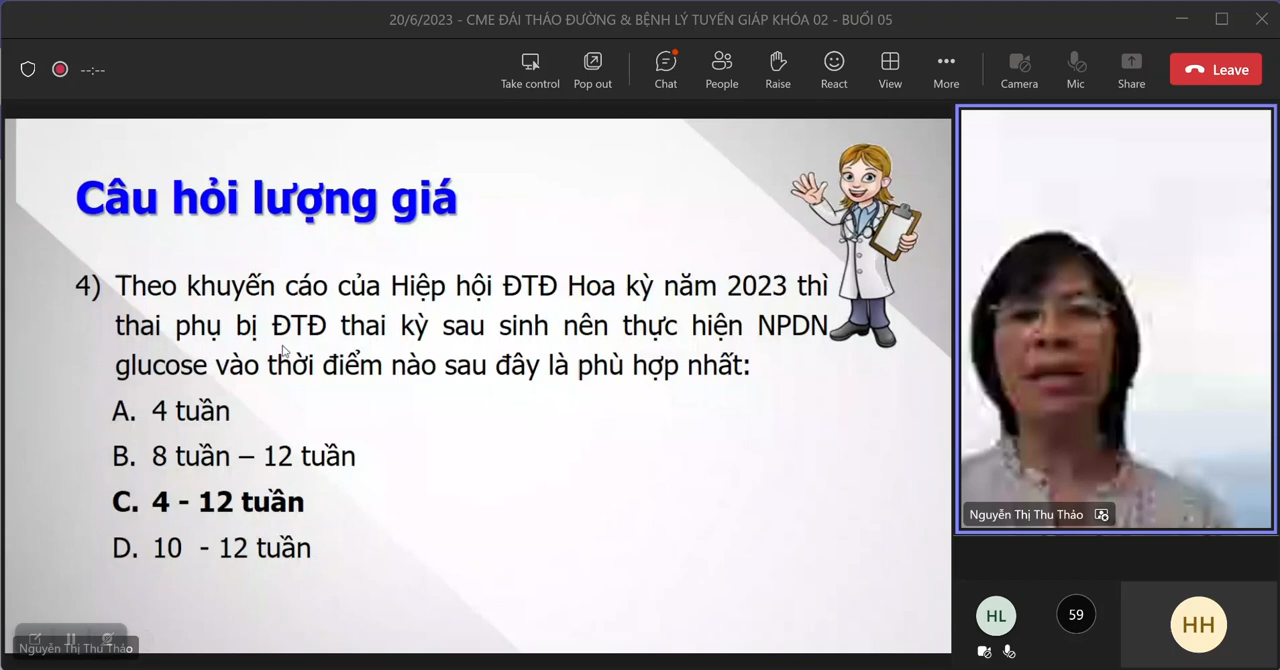 20/6/2023 - CME ĐÁI THÁO ĐƯỜNG & BỆNH LÝ TUYẾN GIÁP KHÓA 02 - BUỔI 05
--:--
Take control
Pop out
Chat
People
Raise
React
View
More
Camera
Mic
Share
Leave
Câu hỏi lượng giá
4) Theo khuyến cáo của Hiệp hội ĐTĐ Hoa kỳ năm 2023 thì
thai phụ bị ĐTĐ thai kỳ sau sinh nên thực hiện NPDN
glucose vào thời điểm nào sau đây là phù hợp nhất:
A. 4 tuần
B. 8 tuần – 12 tuần
C. 4 - 12 tuần
D. 10 - 12 tuần
Nguyễn Thị Thu Thảo
Nguyễn Thị Thu Thảo
HL
59
HH